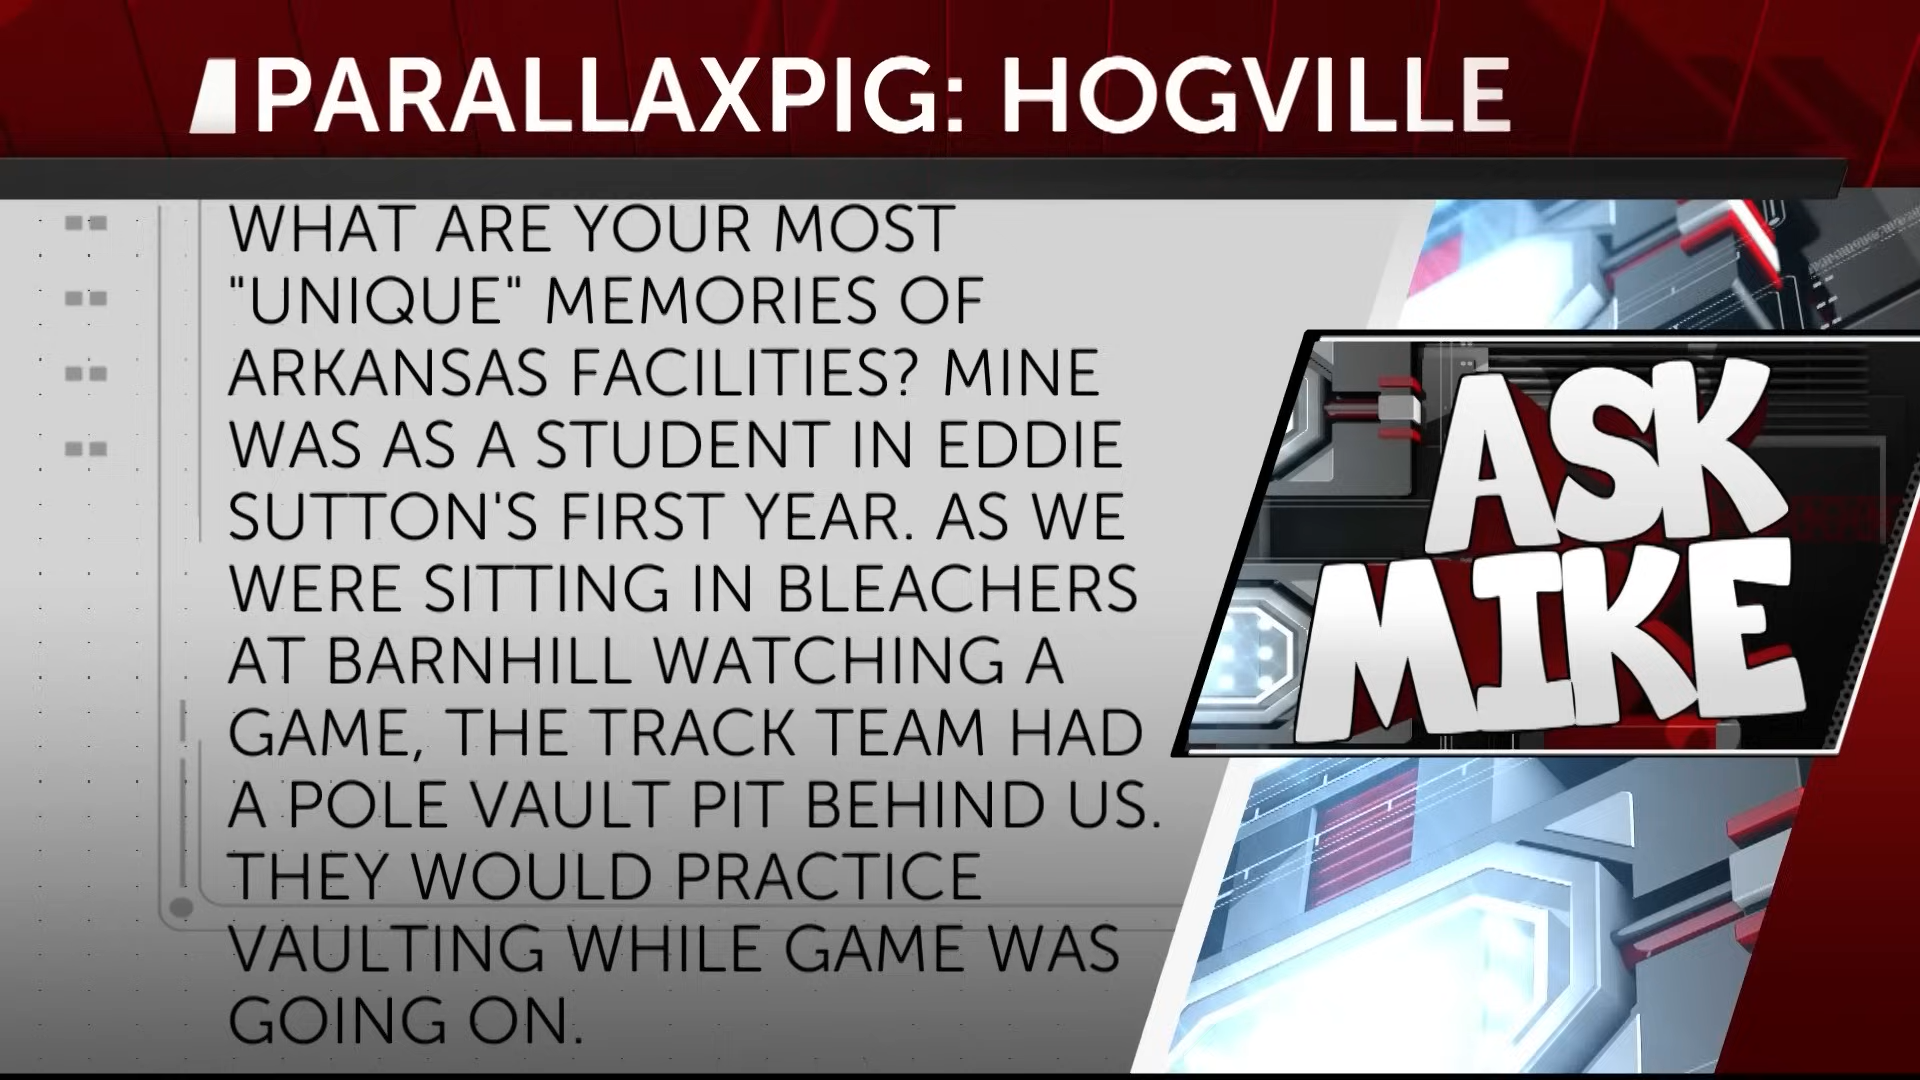 PARALLAXPIG: HOGVILLE
WHAT ARE YOUR MOST
"UNIQUE" MEMORIES OF
ARKANSAS FACILITIES? MINE
WAS AS A STUDENT IN EDDIE
SUTTON'S FIRST YEAR. AS WE
WERE SITTING IN BLEACHERS
AT BARNHILL WATCHING A
GAME, THE TRACK TEAM HAD
A POLE VAULT PIT BEHIND US.
THEY WOULD PRACTICE
VAULTING WHILE GAME WAS
GOING ON.
ASK
MIKE